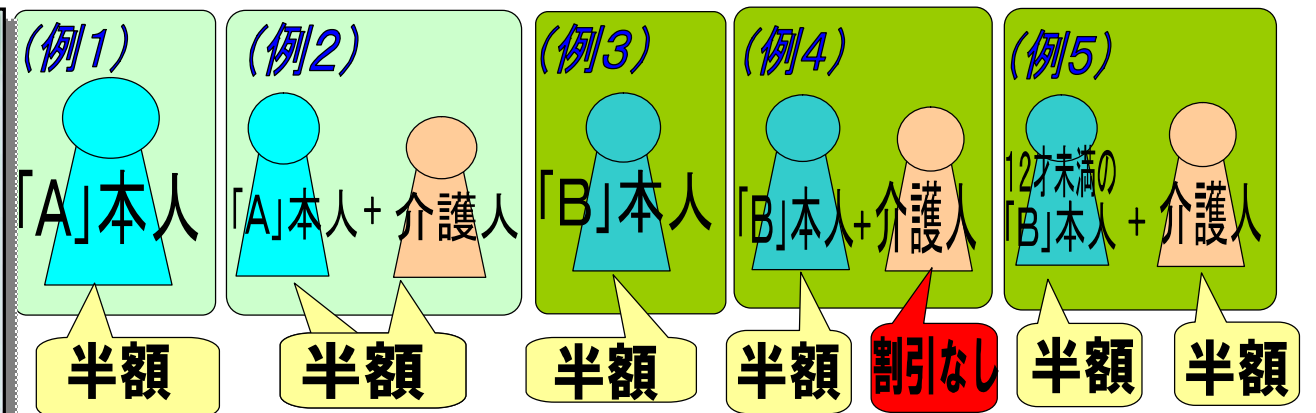 (例1)
「A」本人
半額
(例2)
「A」本人+介護人
半額
(例3)
「B」本人
半額
(例4)
「B」本人+介護人
半額
割引なし
(例5)
12才未満の
「B」本人+介護人
半額
半額